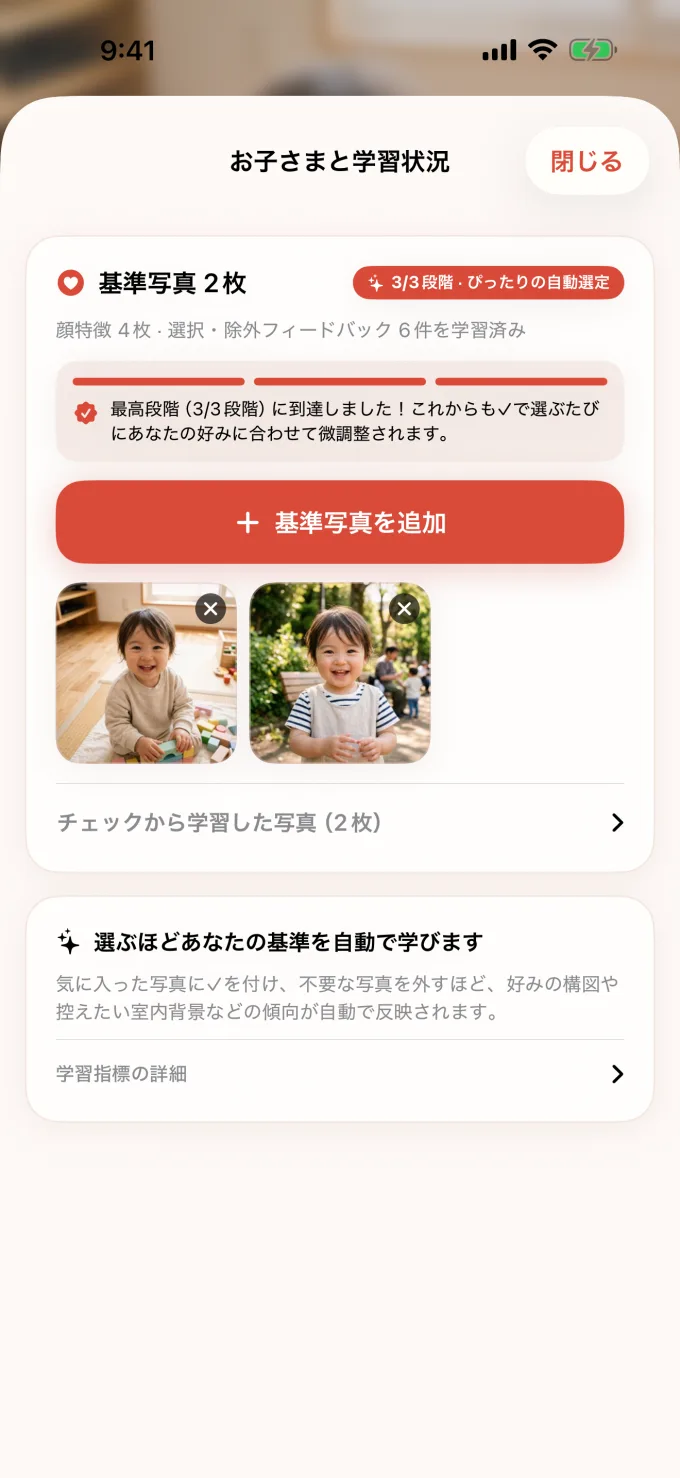 9:41
お子さまと学習状況
閉じる
基準写真 2枚
3/3段階 · ぴったりの自動選定
顔特徴 4枚 · 選択・除外フィードバック 6件を学習済み
最高段階（3/3段階）に到達しました！これからも✓で選ぶたび
にあなたの好みに合わせて微調整されます。
+ 基準写真を追加
チェックから学習した写真（2枚）
選ぶほどあなたの基準を自動で学びます
気に入った写真に✓を付け、不要な写真を外すほど、好みの構図や
控えたい室内背景などの傾向が自動で反映されます。
学習指標の詳細